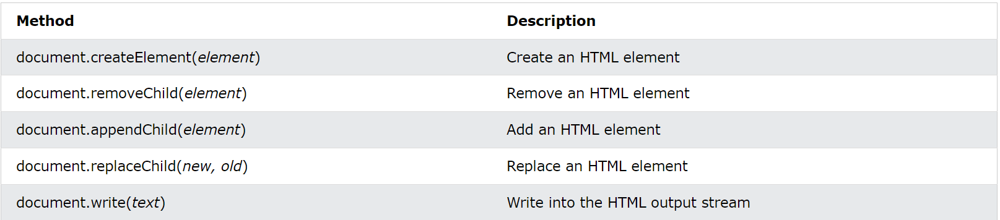 Method Description
document.createElement(element) Create an HTML element
document.removeChild(element) Remove an HTML element
document.appendChild(element) Add an HTML element
document.replaceChild(new, old) Replace an HTML element
document.write(text) Write into the HTML output stream